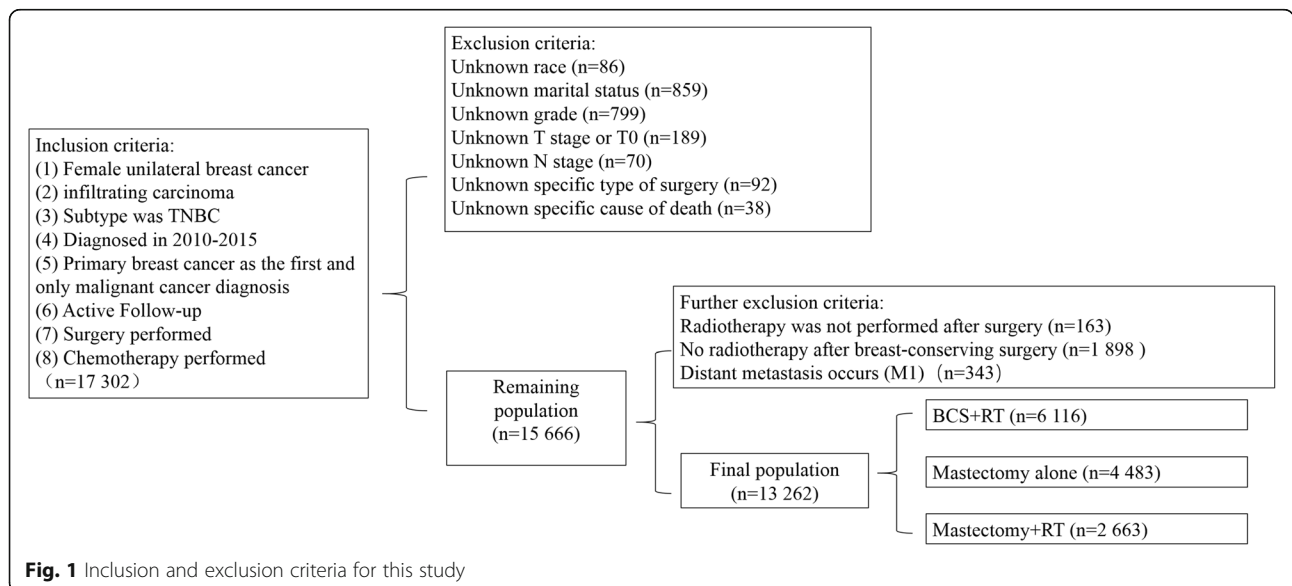 Inclusion criteria:
(1) Female unilateral breast cancer
(2) infiltrating carcinoma
(3) Subtype was TNBC
(4) Diagnosed in 2010-2015
(5) Primary breast cancer as the first and
only malignant cancer diagnosis
(6) Active Follow-up
(7) Surgery performed
(8) Chemotherapy performed
（n=17 302）
Exclusion criteria:
Unknown race (n=86)
Unknown marital status (n=859)
Unknown grade (n=799)
Unknown T stage or T0 (n=189)
Unknown N stage (n=70)
Unknown specific type of surgery (n=92)
Unknown specific cause of death (n=38)
Remaining
population
(n=15 666)
Further exclusion criteria:
Radiotherapy was not performed after surgery (n=163)
No radiotherapy after breast-conserving surgery (n=1 898 )
Distant metastasis occurs (M1)（n=343）
Final population
(n=13 262)
BCS+RT (n=6 116)
Mastectomy alone (n=4 483)
Mastectomy+RT (n=2 663)
Fig. 1 Inclusion and exclusion criteria for this study